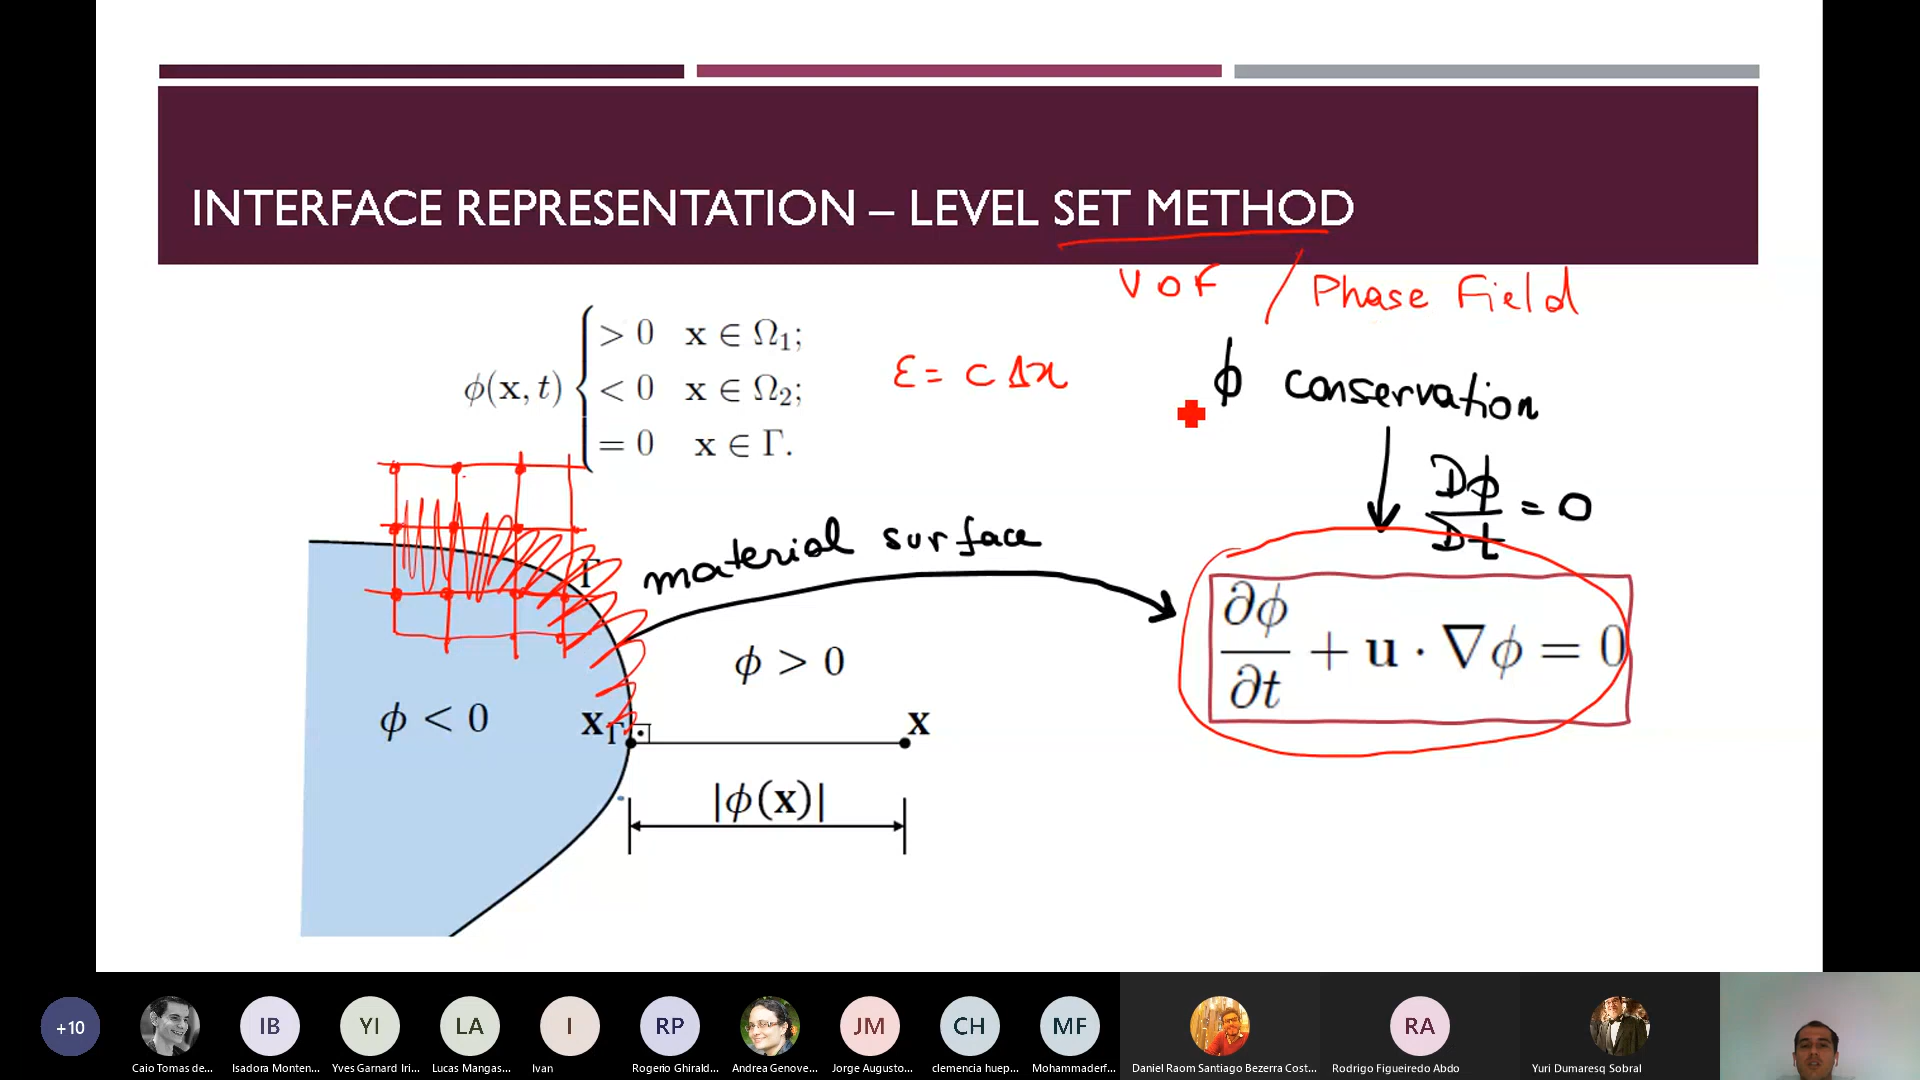 INTERFACE REPRESENTATION – LEVEL SET METHOD
VOF / Phase Field
ϕ(x, t) { > 0 x ∈ Ω₁;
< 0 x ∈ Ω₂;
= 0 x ∈ Γ.
ε = c Δx
ϕ conservation
Dϕ/Dt = 0
material surface
Γ
∂ϕ/∂t + u · ∇ϕ = 0
ϕ > 0
ϕ < 0
x_Γ
x
|ϕ(x)|
+10
IB
YI
LA
I
RP
JM
CH
MF
RA
Caio Tomas de...
Isadora Monten...
Yves Garnard Iri...
Lucas Mangas...
Ivan
Rogerio Ghirald...
Andrea Genove...
Jorge Augusto...
clemencia huep...
Mohammaderf...
Daniel Raom Santiago Bezerra Cost...
Rodrigo Figueiredo Abdo
Yuri Dumaresq Sobral